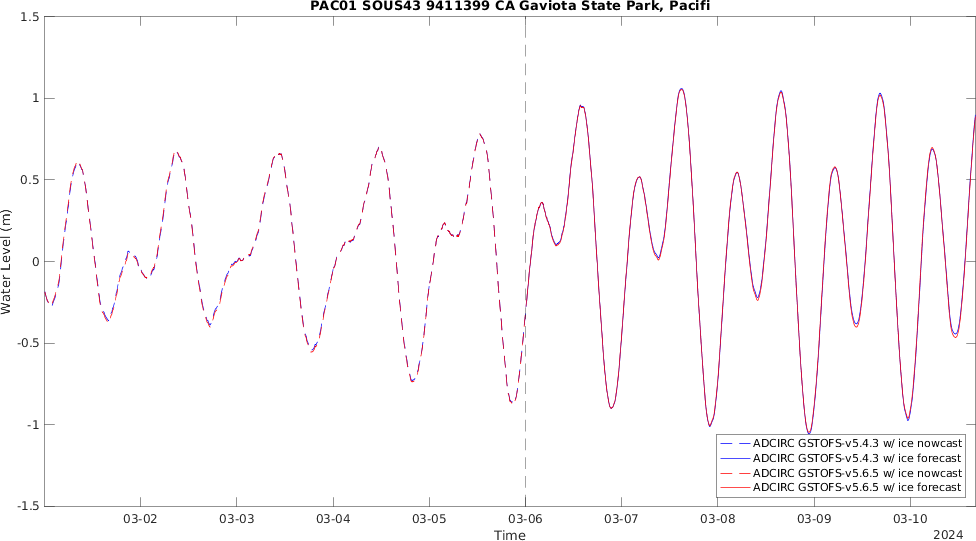 PAC01 SOUS43 9411399 CA Gaviota State Park, Pacifi
1.5
1
0.5
0
-0.5
-1
-1.5
Water Level (m)
03-02
03-03
03-04
03-05
03-06
03-07
03-08
03-09
03-10
Time
2024
ADCIRC GSTOFS-v5.4.3 w/ ice nowcast
ADCIRC GSTOFS-v5.4.3 w/ ice forecast
ADCIRC GSTOFS-v5.6.5 w/ ice nowcast
ADCIRC GSTOFS-v5.6.5 w/ ice forecast